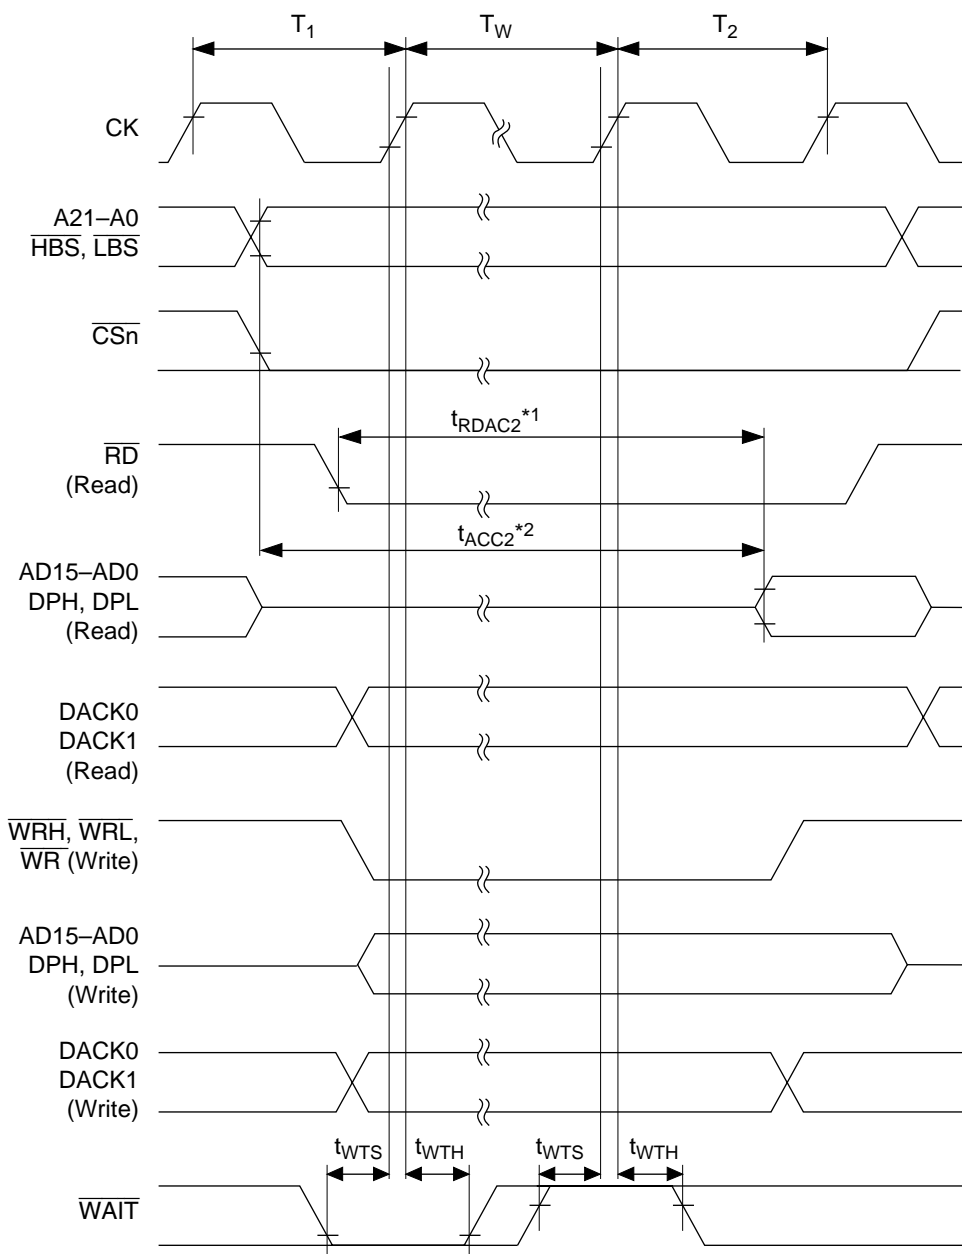 T1 TW T2
CK
A21–A0
HBS, LBS
CSn
tRDAC2*1
RD
(Read)
tACC2*2
AD15–AD0
DPH, DPL
(Read)
DACK0
DACK1
(Read)
WRH, WRL,
WR (Write)
AD15–AD0
DPH, DPL
(Write)
DACK0
DACK1
(Write)
tWTS tWTH tWTS tWTH
WAIT